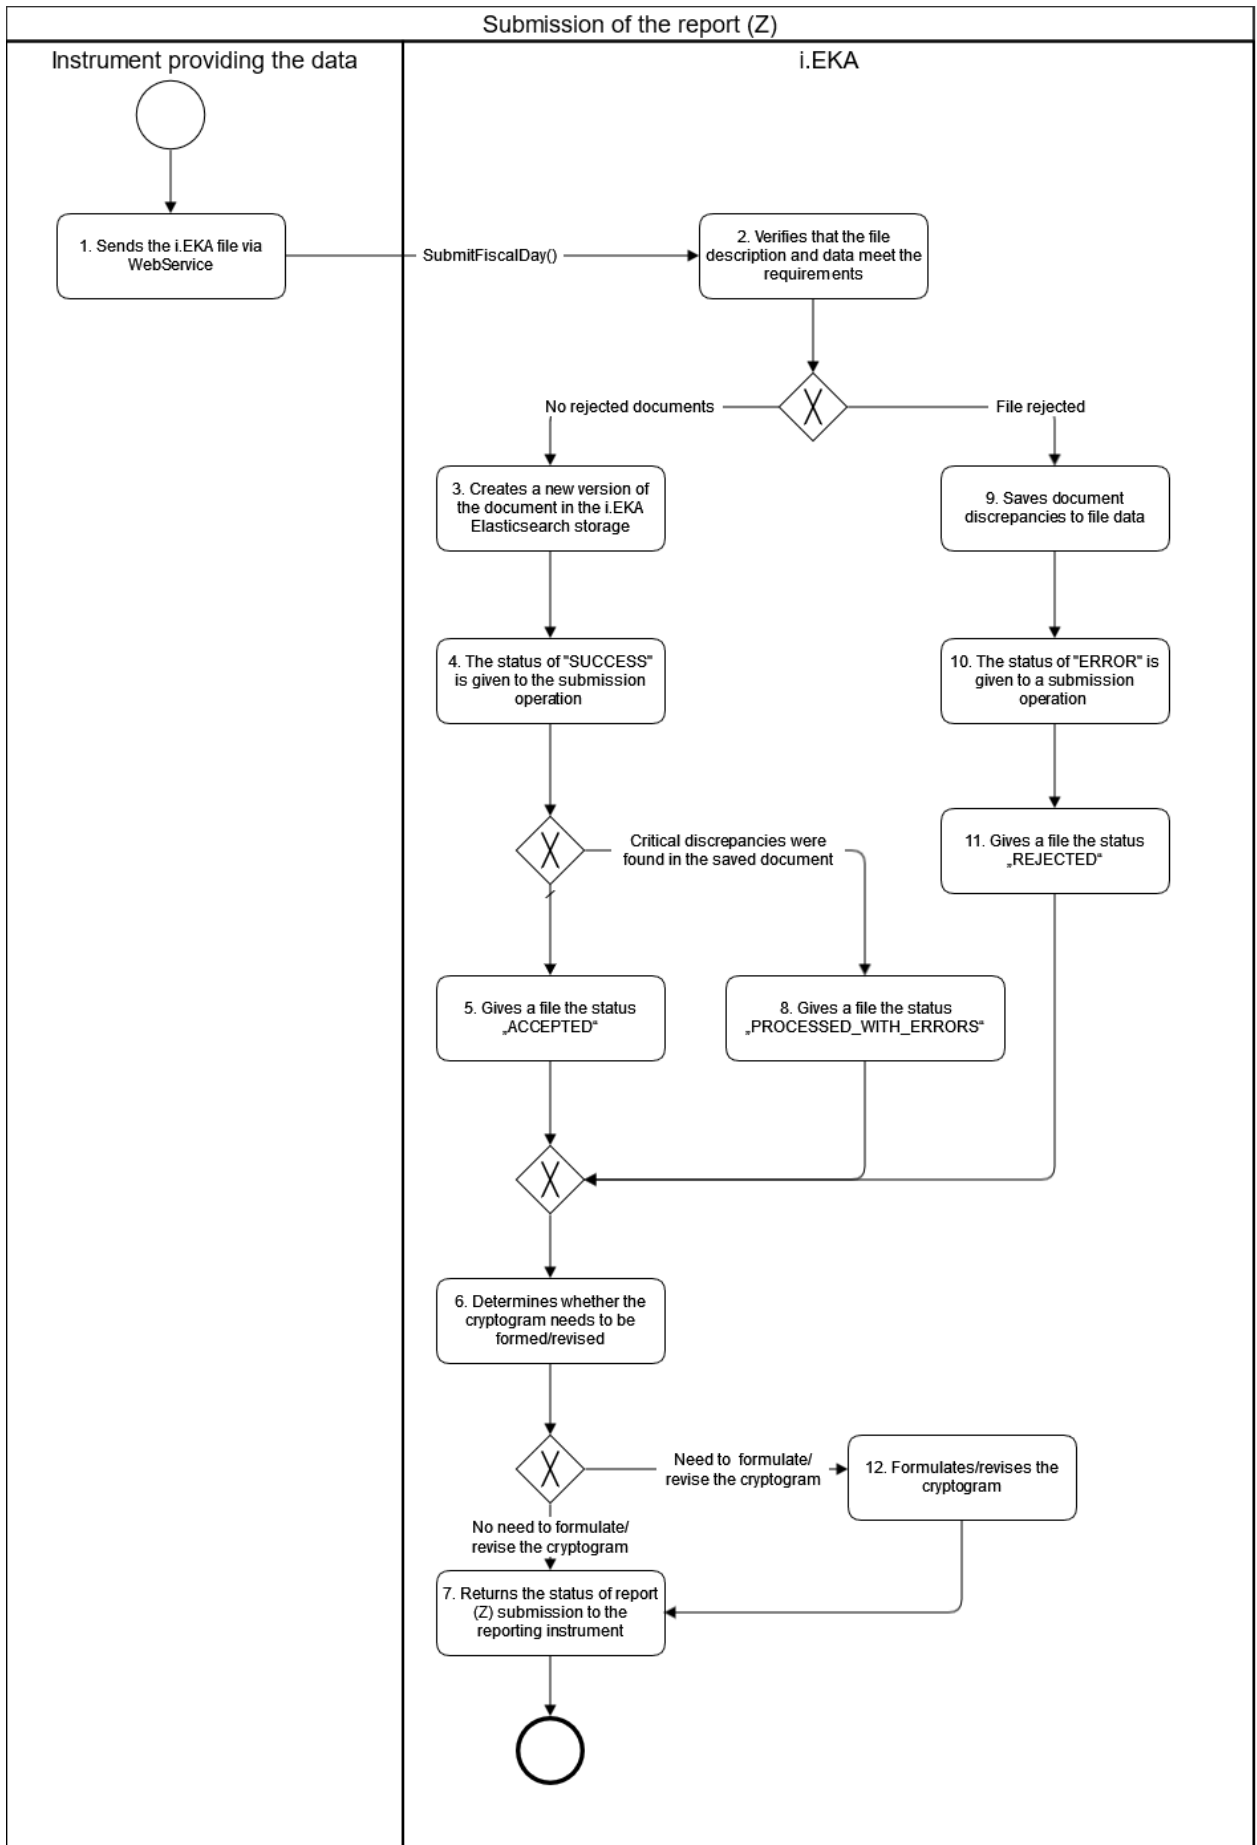 Submission of the report (Z)
Instrument providing the data
i.EKA
1. Sends the i.EKA file via
WebService
SubmitFiscalDay()
2. Verifies that the file
description and data meet the
requirements
X
No rejected documents
File rejected
3. Creates a new version of
the document in the i.EKA
Elasticsearch storage
9. Saves document
discrepancies to file data
4. The status of "SUCCESS"
is given to the submission
operation
10. The status of "ERROR" is
given to a submission
operation
X
Critical discrepancies were
found in the saved document
11. Gives a file the status
„REJECTED“
5. Gives a file the status
„ACCEPTED“
8. Gives a file the status
„PROCESSED_WITH_ERRORS“
X
6. Determines whether the
cryptogram needs to be
formed/revised
X
Need to formulate/
revise the cryptogram
12. Formulates/revises the
cryptogram
No need to formulate/
revise the cryptogram
7. Returns the status of report
(Z) submission to the
reporting instrument